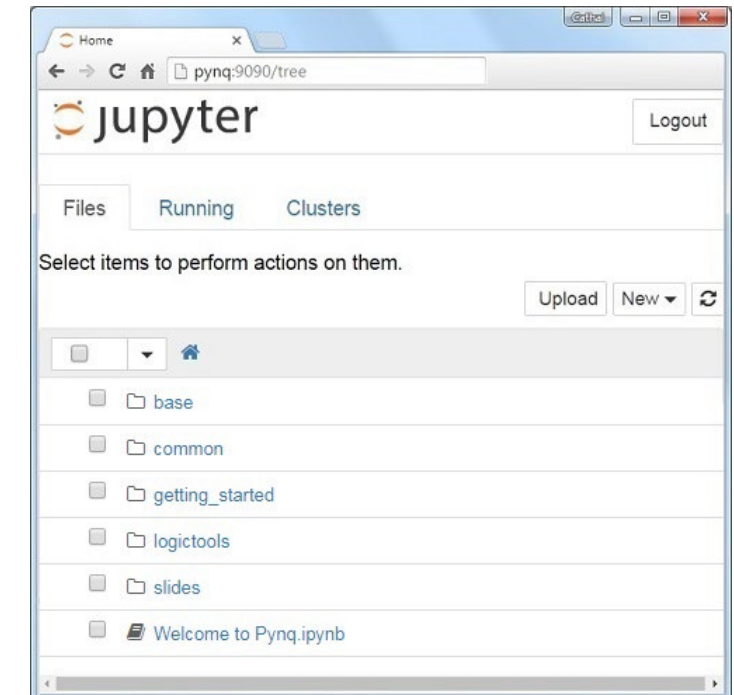 Cathal
Home
pynq:9090/tree
jupyter
Logout
Files Running Clusters
Select items to perform actions on them.
Upload New
base
common
getting_started
logictools
slides
Welcome to Pynq.ipynb